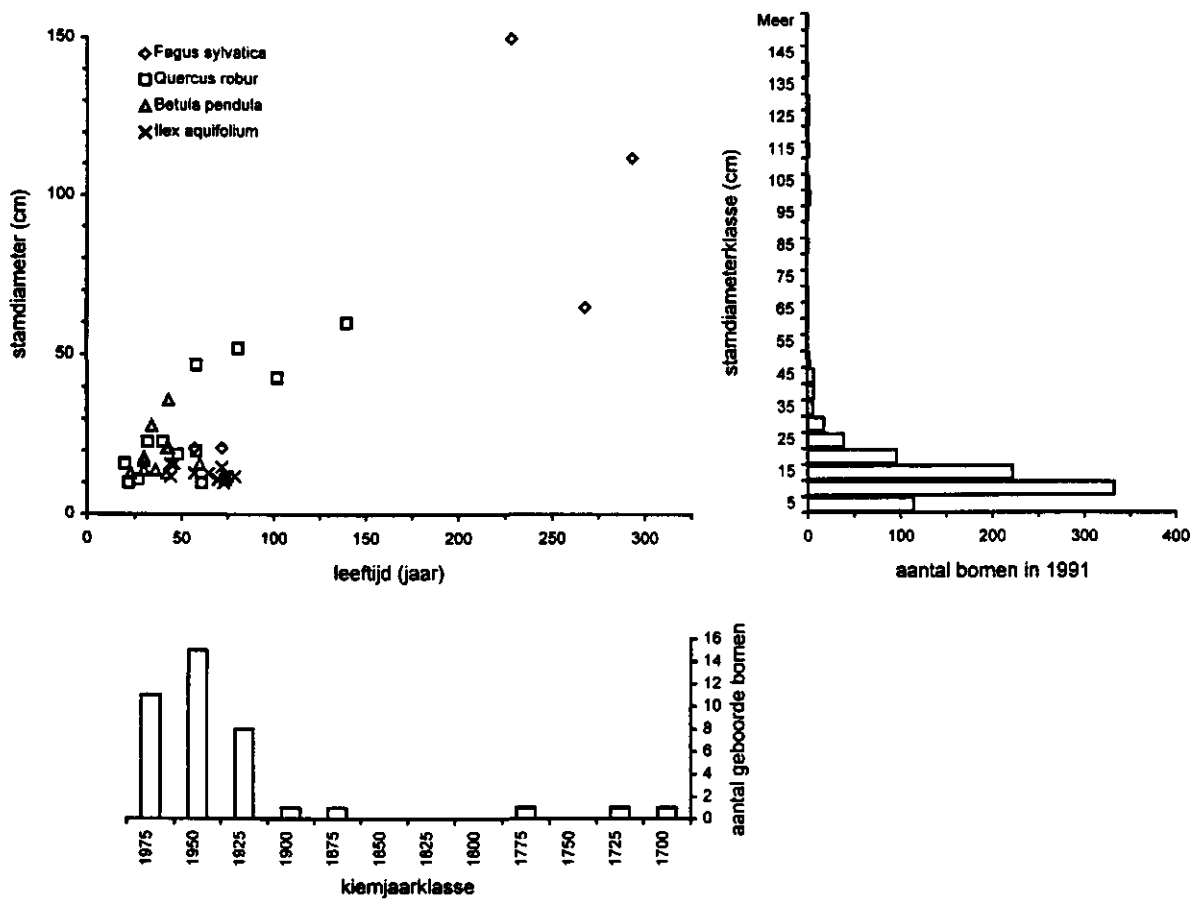 150
100
50
0
stamdiameter (cm)
Fagus sylvatica
Quercus robur
Betula pendula
Ilex aquifolium
0 50 100 150 200 250 300
leeftijd (jaar)
Meer
145
135
125
115
105
95
85
75
65
55
45
35
25
15
5
stamdiameterklasse (cm)
0 100 200 300 400
aantal bomen in 1991
16
14
12
10
8
6
4
2
0
aantal geboorde bomen
1975 1950 1925 1900 1875 1850 1825 1800 1775 1750 1725 1700
kiemjaarklasse